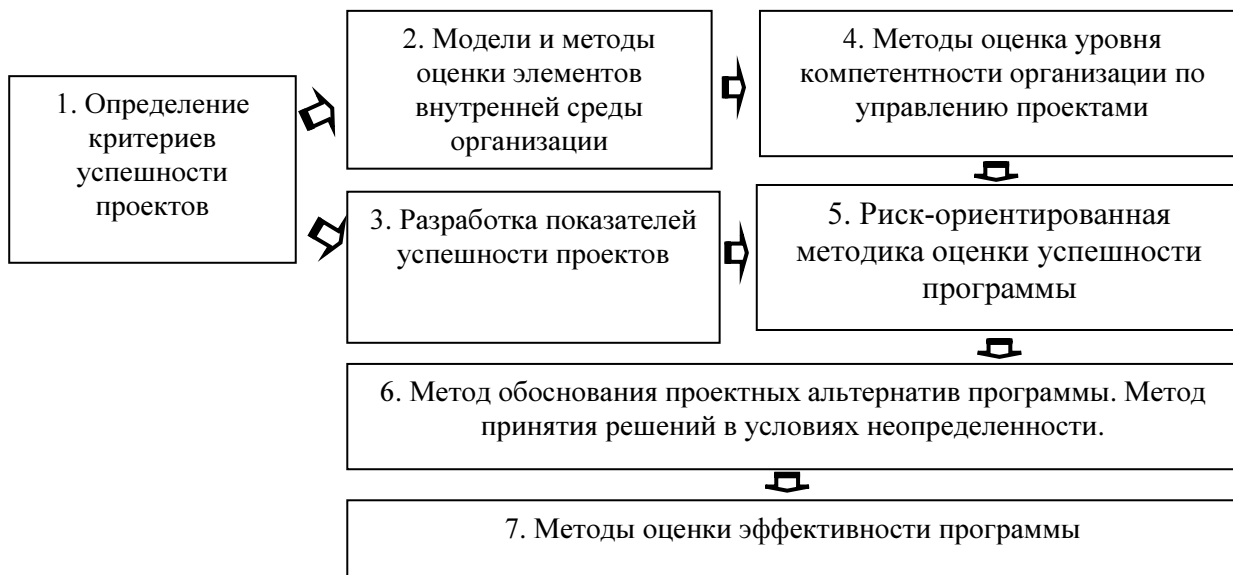 1. Определение
критериев
успешности
проектов
2. Модели и методы
оценки элементов
внутренней среды
организации
3. Разработка показателей
успешности проектов
4. Методы оценка уровня
компетентности организации по
управлению проектами
5. Риск-ориентированная
методика оценки успешности
программы
6. Метод обоснования проектных альтернатив программы. Метод
принятия решений в условиях неопределенности.
7. Методы оценки эффективности программы